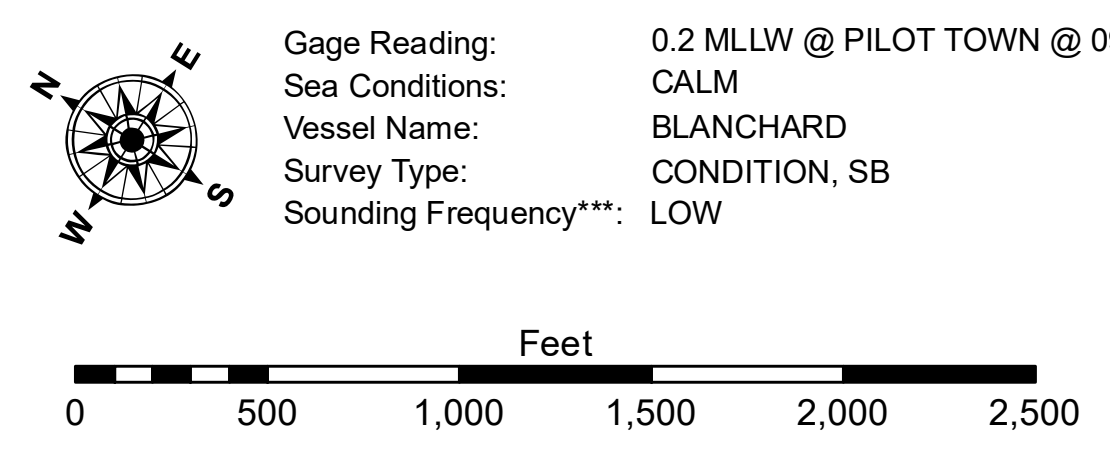 N
E
S
W
Gage Reading: 0.2 MLLW @ PILOT TOWN @
Sea Conditions: CALM
Vessel Name: BLANCHARD
Survey Type: CONDITION, SB
Sounding Frequency***: LOW
Feet
0 500 1,000 1,500 2,000 2,500